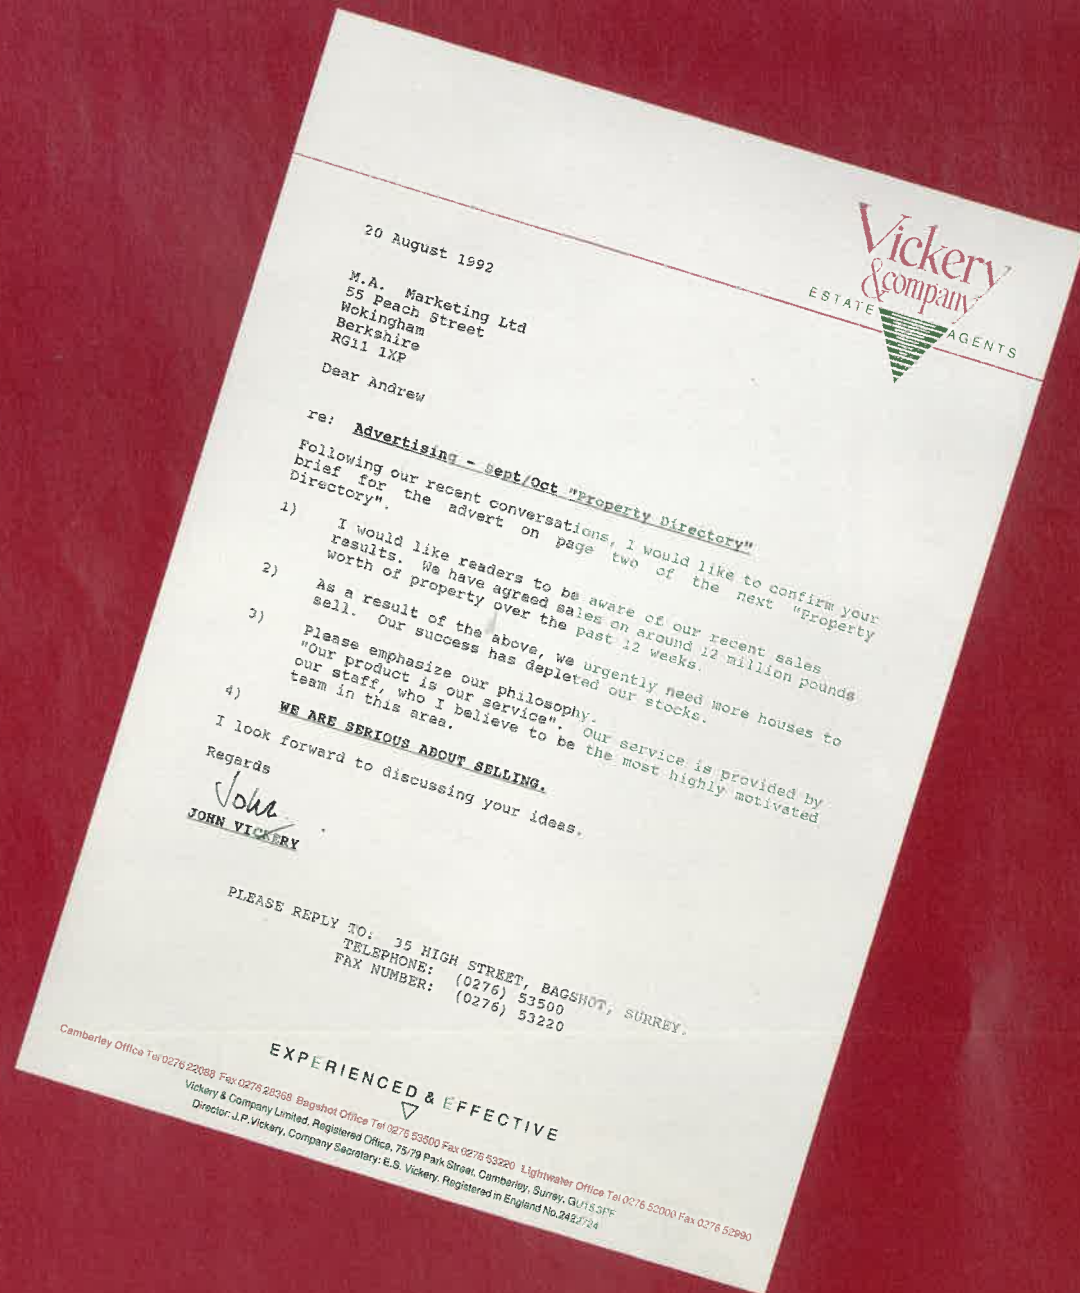 Vickery
&company
ESTATE AGENTS
20 August 1992
M.A. Marketing Ltd
55 Peach Street
Wokingham
Berkshire
RG11 1XP
Dear Andrew
re: Advertising - Sept/Oct "Property Directory"
Following our recent conversations, I would like to confirm your
brief for the advert on page two of the next "Property
Directory".
1) I would like readers to be aware of our recent sales
results. We have agreed sales on around 12 million pounds
worth of property over the past 12 weeks.
2) As a result of the above, we urgently need more houses to
sell. Our success has depleted our stocks.
3) Please emphasize our philosophy.
"Our product is our service". Our service is provided by
our staff, who I believe to be the most highly motivated
team in this area.
4) WE ARE SERIOUS ABOUT SELLING.
I look forward to discussing your ideas.
Regards
John
JOHN VICKERY
PLEASE REPLY TO: 35 HIGH STREET, BAGSHOT, SURREY.
TELEPHONE: (0276) 53500
FAX NUMBER: (0276) 53220
EXPERIENCED & EFFECTIVE
Camberley Office Tel 0276 22088 Fax 0276 28368 Bagshot Office Tel 0276 53500 Fax 0276 53220 Lightwater Office Tel 0276 52000 Fax 0276 52990
Vickery & Company Limited, Registered Office, 75/79 Park Street, Camberley, Surrey, GU15 3PF
Director: J.P.Vickery, Company Secretary: E.S. Vickery. Registered in England